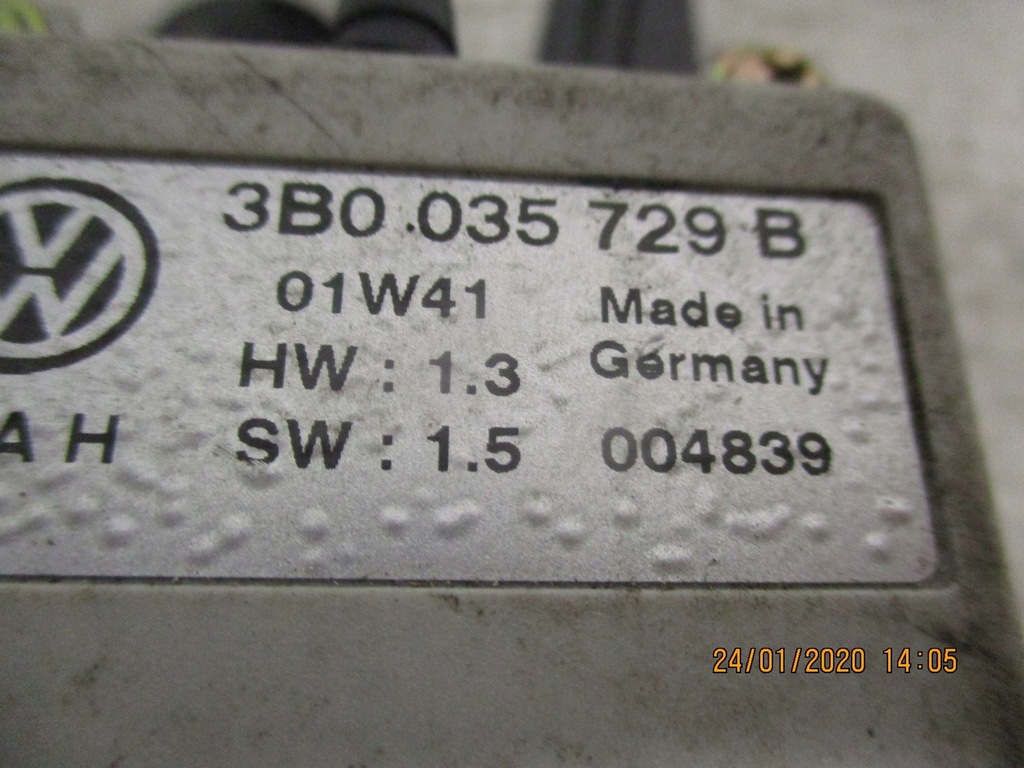 3B0 035 729 B
01W41 Made in
HW : 1.3 Germany
AH SW : 1.5 004839
24/01/2020 14:05